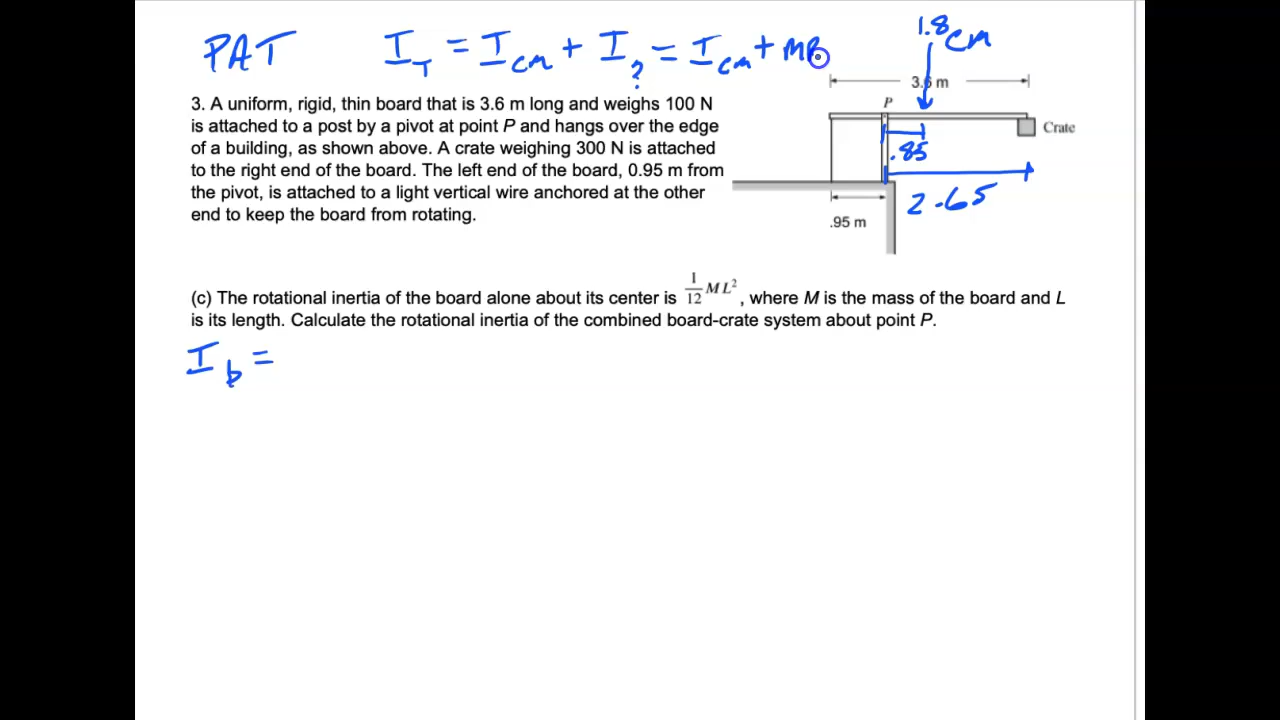 PAT I_T = I_cm + I_? = I_cm + MR
1.8 cm
3.6 m
3. A uniform, rigid, thin board that is 3.6 m long and weighs 100 N
is attached to a post by a pivot at point P and hangs over the edge
of a building, as shown above. A crate weighing 300 N is attached
to the right end of the board. The left end of the board, 0.95 m from
the pivot, is attached to a light vertical wire anchored at the other
end to keep the board from rotating.
P
Crate
.85
2.65
.95 m
(c) The rotational inertia of the board alone about its center is 1/12 ML², where M is the mass of the board and L
is its length. Calculate the rotational inertia of the combined board-crate system about point P.
I_b =